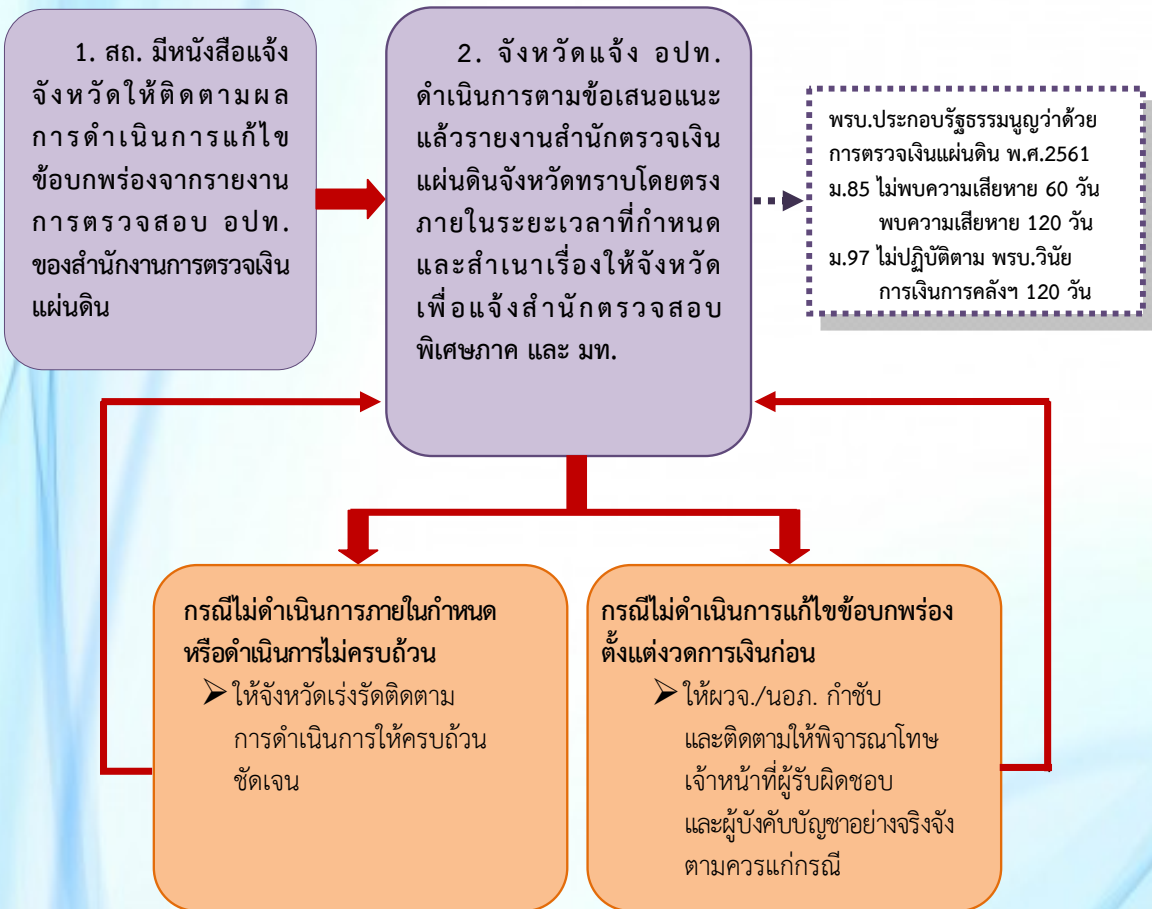 1. สถ. มีหนังสือแจ้ง
จังหวัดให้ติดตามผล
การดำเนินการแก้ไข
ข้อบกพร่องจากรายงาน
การตรวจสอบ อปท.
ของสำนักงานการตรวจเงิน
แผ่นดิน
2. จังหวัดแจ้ง อปท.
ดำเนินการตามข้อเสนอแนะ
แล้วรายงานสำนักตรวจเงิน
แผ่นดินจังหวัดทราบโดยตรง
ภายในระยะเวลาที่กำหนด
และสำเนาเรื่องให้จังหวัด
เพื่อแจ้งสำนักตรวจสอบ
พิเศษภาค และ มท.
พรบ.ประกอบรัฐธรรมนูญว่าด้วย
การตรวจเงินแผ่นดิน พ.ศ.2561
ม.85 ไม่พบความเสียหาย 60 วัน
พบความเสียหาย 120 วัน
ม.97 ไม่ปฏิบัติตาม พรบ.วินัย
การเงินการคลังฯ 120 วัน
กรณีไม่ดำเนินการภายในกำหนด
หรือดำเนินการไม่ครบถ้วน
➢ ให้จังหวัดเร่งรัดติดตาม
การดำเนินการให้ครบถ้วน
ชัดเจน
กรณีไม่ดำเนินการแก้ไขข้อบกพร่อง
ตั้งแต่งวดการเงินก่อน
➢ ให้ผวจ./นอภ. กำชับ
และติดตามให้พิจารณาโทษ
เจ้าหน้าที่ผู้รับผิดชอบ
และผู้บังคับบัญชาอย่างจริงจัง
ตามควรแก่กรณี